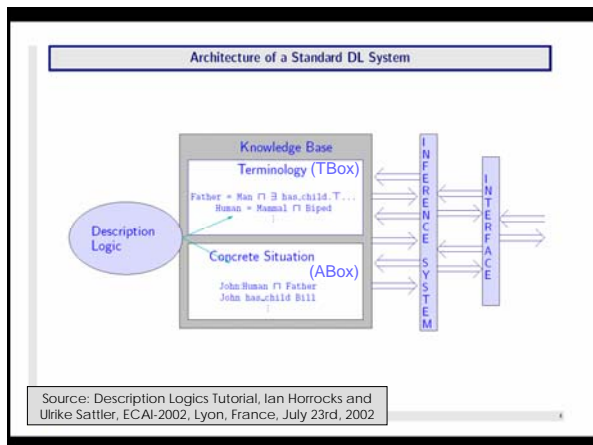 Architecture of a Standard DL System
Knowledge Base
Terminology (TBox)
Father = Man ⊓ ∃ has_child.⊤...
Human = Mammal ⊓ Biped
⋮
Description
Logic
Concrete Situation
(ABox)
John:Human ⊓ Father
John has_child Bill
⋮
INFERENCE SYSTEM
INTERFACE
Source: Description Logics Tutorial, Ian Horrocks and
Ulrike Sattler, ECAI-2002, Lyon, France, July 23rd, 2002